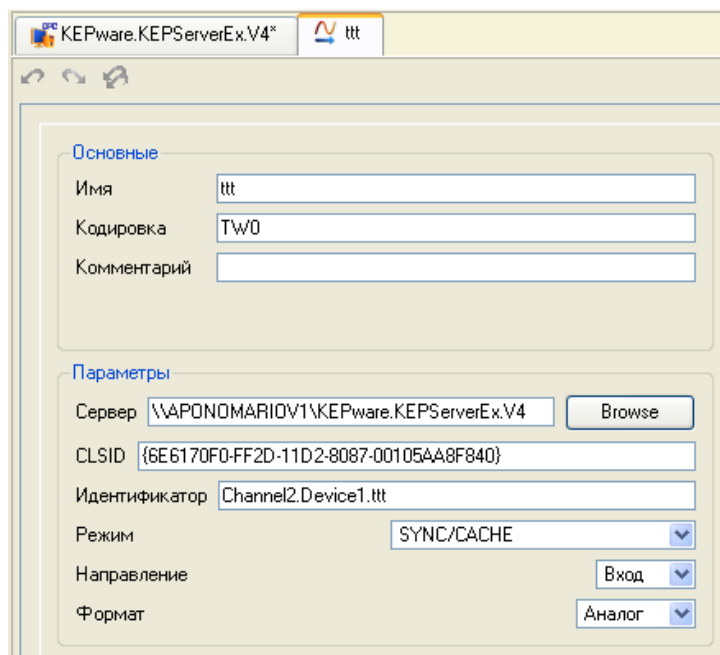 KEPware.KEPServerEx.V4* ttt
Основные
Имя ttt
Кодировка TW0
Комментарий
Параметры
Сервер \\APONOMARIOV1\KEPware.KEPServerEx.V4 Browse
CLSID {6E6170F0-FF2D-11D2-8087-00105AA8F840}
Идентификатор Channel2.Device1.ttt
Режим SYNC/CACHE
Направление Вход
Формат Аналог